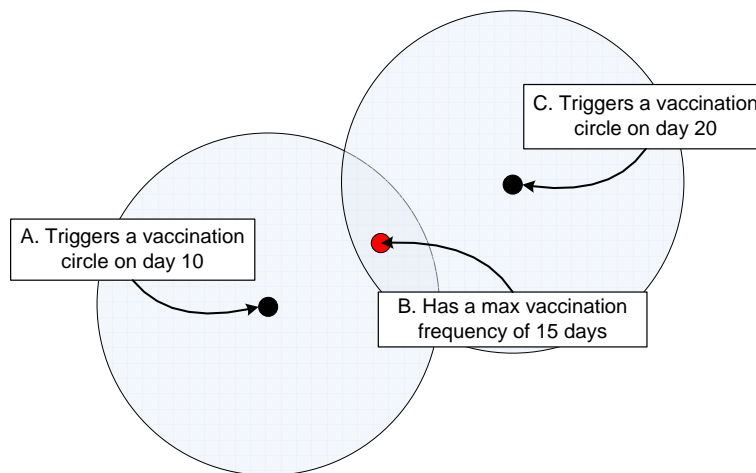 C. Triggers a vaccination
circle on day 20
A. Triggers a vaccination
circle on day 10
B. Has a max vaccination
frequency of 15 days